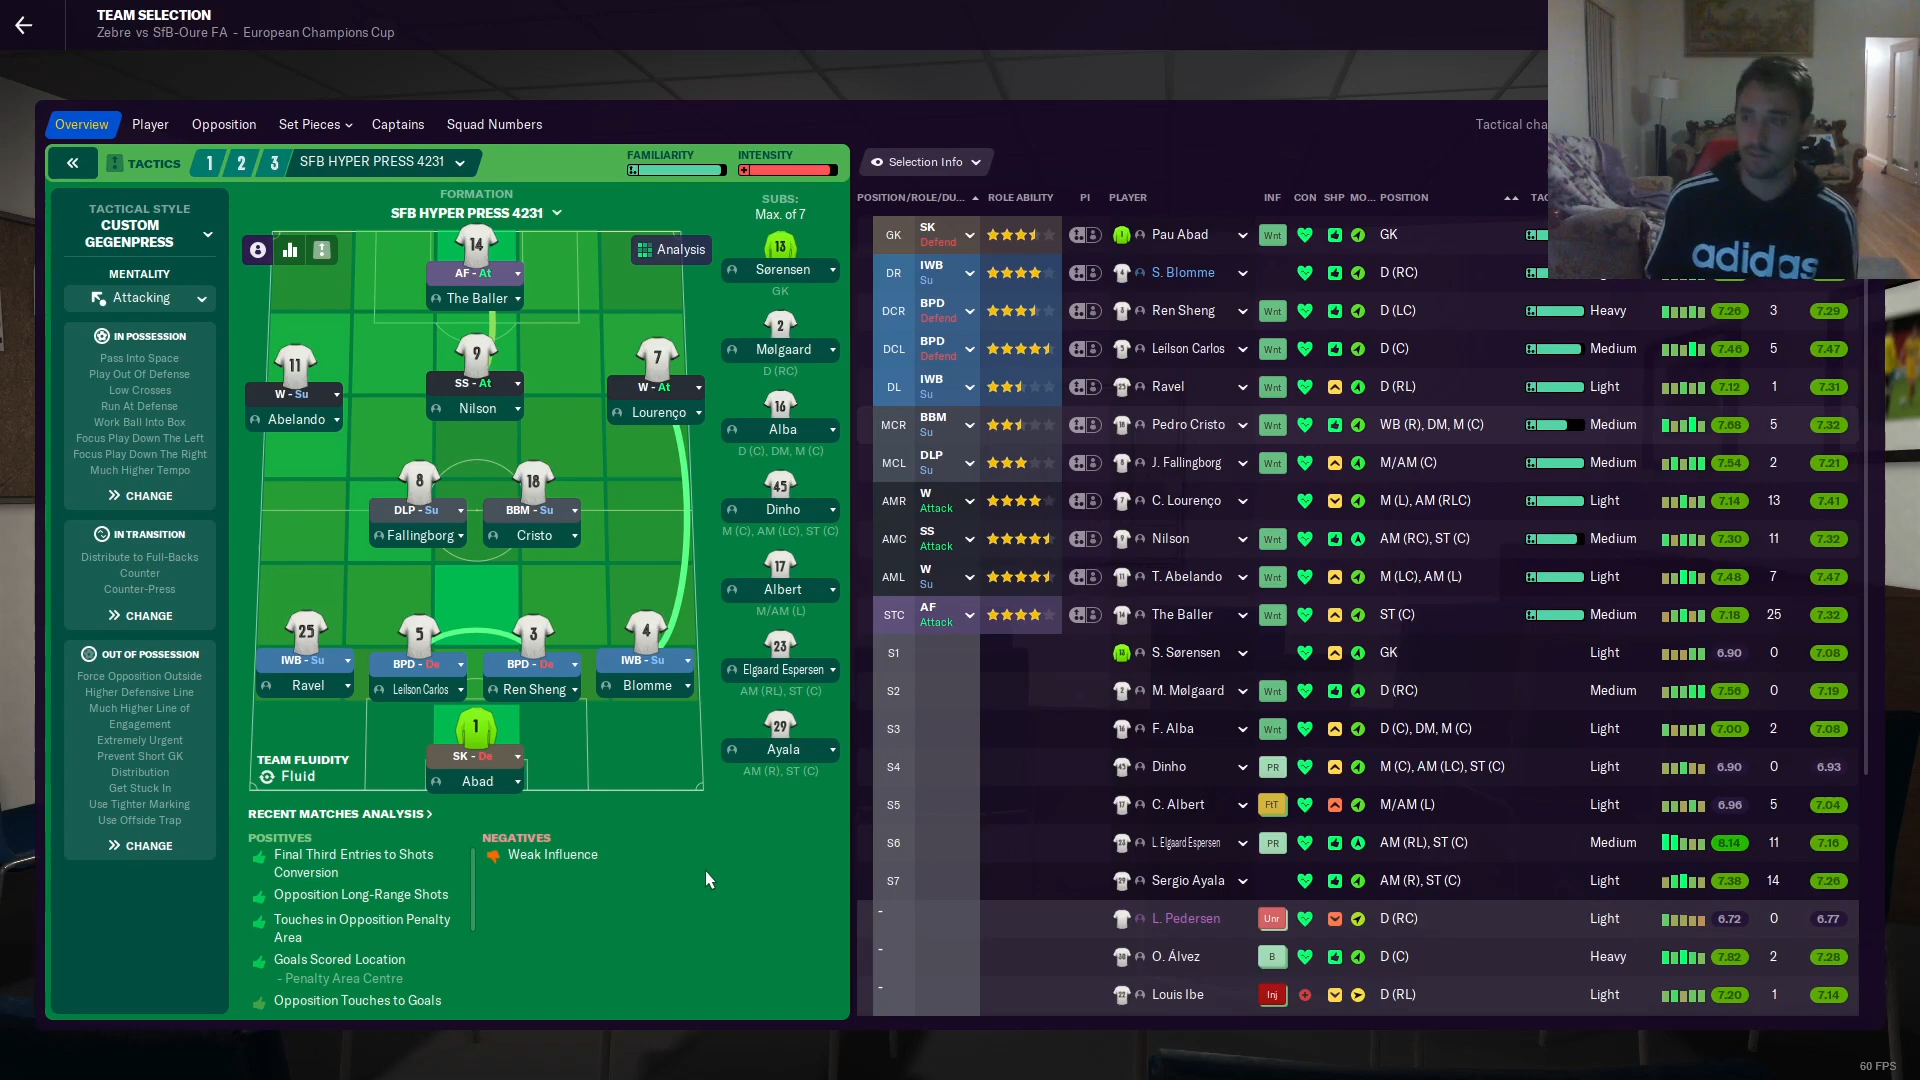 TEAM SELECTION
Zebre vs SfB-Oure FA - European Champions Cup
Overview Player Opposition Set Pieces Captains Squad Numbers
Tactical cha
TACTICS 1 2 3 SFB HYPER PRESS 4231
FAMILIARITY INTENSITY
Selection Info
TACTICAL STYLE
CUSTOM
GEGENPRESS
MENTALITY
Attacking
IN POSSESSION
Pass Into Space
Play Out Of Defense
Low Crosses
Run At Defense
Work Ball Into Box
Focus Play Down The Left
Focus Play Down The Right
Much Higher Tempo
CHANGE
IN TRANSITION
Distribute to Full-Backs
Counter
Counter-Press
CHANGE
OUT OF POSSESSION
Force Opposition Outside
Higher Defensive Line
Much Higher Line of
Engagement
Extremely Urgent
Prevent Short GK
Distribution
Get Stuck In
Use Tighter Marking
Use Offside Trap
CHANGE
FORMATION
SFB HYPER PRESS 4231
Analysis
14
AF - At
The Baller
11
W - Su
Abelando
9
SS - At
Nilson
7
W - At
Lourenço
8
DLP - Su
Fallingborg
18
BBM - Su
Cristo
25
IWB - Su
Ravel
5
BPD - De
Leílson Carlos
3
BPD - De
Ren Sheng
4
IWB - Su
Blomme
1
SK - De
Abad
TEAM FLUIDITY
Fluid
SUBS:
Max. of 7
13
Sørensen
GK
2
Mølgaard
D (RC)
16
Alba
D (C), DM, M (C)
45
Dinho
M (C), AM (LC), ST (C)
17
Albert
M/AM (L)
23
Elgaard Espersen
AM (RL), ST (C)
29
Ayala
AM (R), ST (C)
RECENT MATCHES ANALYSIS
POSITIVES
Final Third Entries to Shots
Conversion
Opposition Long-Range Shots
Touches in Opposition Penalty
Area
Goals Scored Location
- Penalty Area Centre
Opposition Touches to Goals
NEGATIVES
Weak Influence
POSITION/ROLE/DU... ROLE ABILITY PI PLAYER INF CON SHP MO... POSITION TAC
GK SK Defend Pau Abad Wnt GK
DR IWB Su S. Blomme D (RC)
DCR BPD Defend Ren Sheng Wnt D (LC) Heavy 7.26 3 7.29
DCL BPD Defend Leílson Carlos Wnt D (C) Medium 7.46 5 7.47
DL IWB Su Ravel Wnt D (RL) Light 7.12 1 7.31
MCR BBM Su Pedro Cristo Wnt WB (R), DM, M (C) Medium 7.68 5 7.32
MCL DLP Su J. Fallingborg Wnt M/AM (C) Medium 7.54 2 7.21
AMR W Attack C. Lourenço M (L), AM (RLC) Light 7.14 13 7.41
AMC SS Attack Nilson Wnt AM (RC), ST (C) Medium 7.30 11 7.32
AML W Su T. Abelando Wnt M (LC), AM (L) Light 7.48 7 7.47
STC AF Attack The Baller Wnt ST (C) Medium 7.18 25 7.32
S1 S. Sørensen GK Light 6.90 0 7.08
S2 M. Mølgaard Wnt D (RC) Medium 7.56 0 7.19
S3 F. Alba Wnt D (C), DM, M (C) Light 7.00 2 7.08
S4 Dinho PR M (C), AM (LC), ST (C) Light 6.90 0 6.93
S5 C. Albert FtT M/AM (L) Light 6.96 5 7.04
S6 L. Elgaard Espersen PR AM (RL), ST (C) Medium 8.14 11 7.16
S7 Sergio Ayala AM (R), ST (C) Light 7.38 14 7.26
- L. Pedersen Unr D (RC) Light 6.72 0 6.77
- O. Álvez B D (C) Heavy 7.82 2 7.28
- Louis Ibe Inj D (RL) Light 7.20 1 7.14
adidas
60 FPS